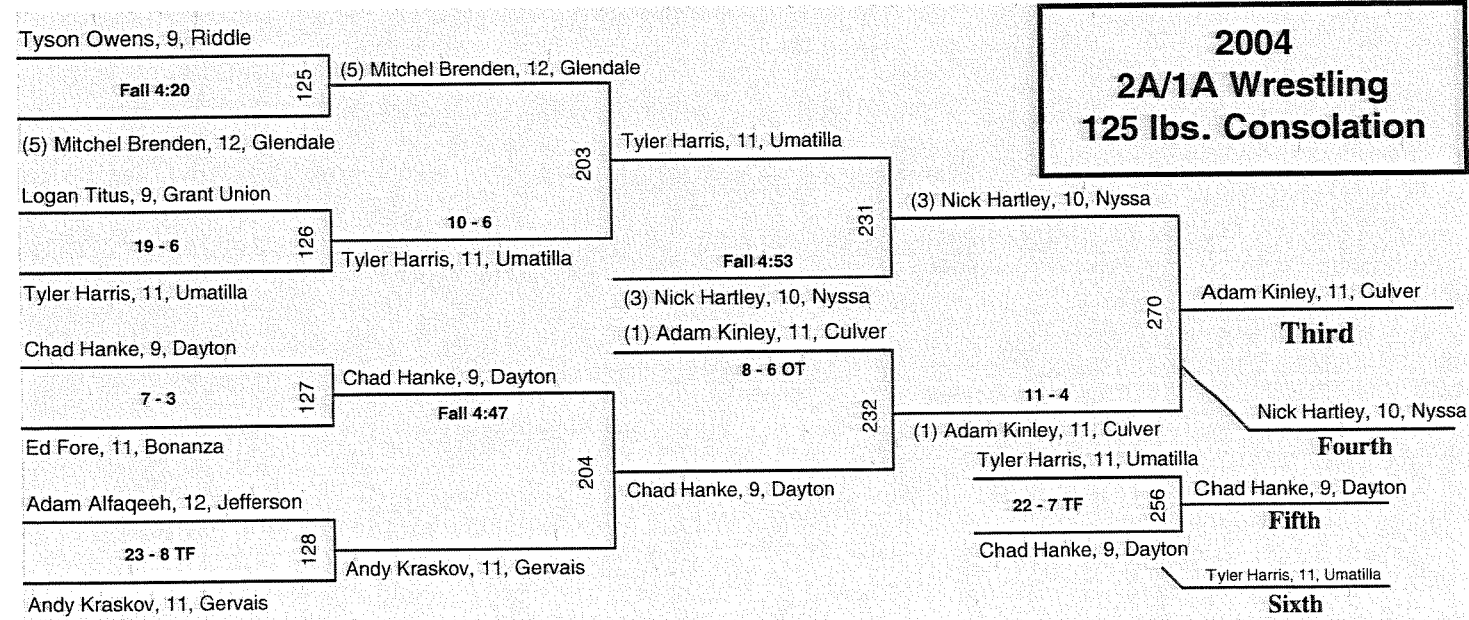 2004
2A/1A Wrestling
125 lbs. Consolation
Tyson Owens, 9, Riddle
Fall 4:20
125
(5) Mitchel Brenden, 12, Glendale
(5) Mitchel Brenden, 12, Glendale
203
Tyler Harris, 11, Umatilla
Logan Titus, 9, Grant Union
19 - 6
126
10 - 6
Tyler Harris, 11, Umatilla
Tyler Harris, 11, Umatilla
Fall 4:53
231
(3) Nick Hartley, 10, Nyssa
(3) Nick Hartley, 10, Nyssa
(1) Adam Kinley, 11, Culver
8 - 6 OT
232
270
Adam Kinley, 11, Culver
Third
11 - 4
(1) Adam Kinley, 11, Culver
Nick Hartley, 10, Nyssa
Fourth
Chad Hanke, 9, Dayton
7 - 3
127
Chad Hanke, 9, Dayton
Fall 4:47
Ed Fore, 11, Bonanza
204
Chad Hanke, 9, Dayton
Adam Alfaqeeh, 12, Jefferson
23 - 8 TF
128
Andy Kraskov, 11, Gervais
Andy Kraskov, 11, Gervais
Tyler Harris, 11, Umatilla
22 - 7 TF
256
Chad Hanke, 9, Dayton
Fifth
Chad Hanke, 9, Dayton
Tyler Harris, 11, Umatilla
Sixth